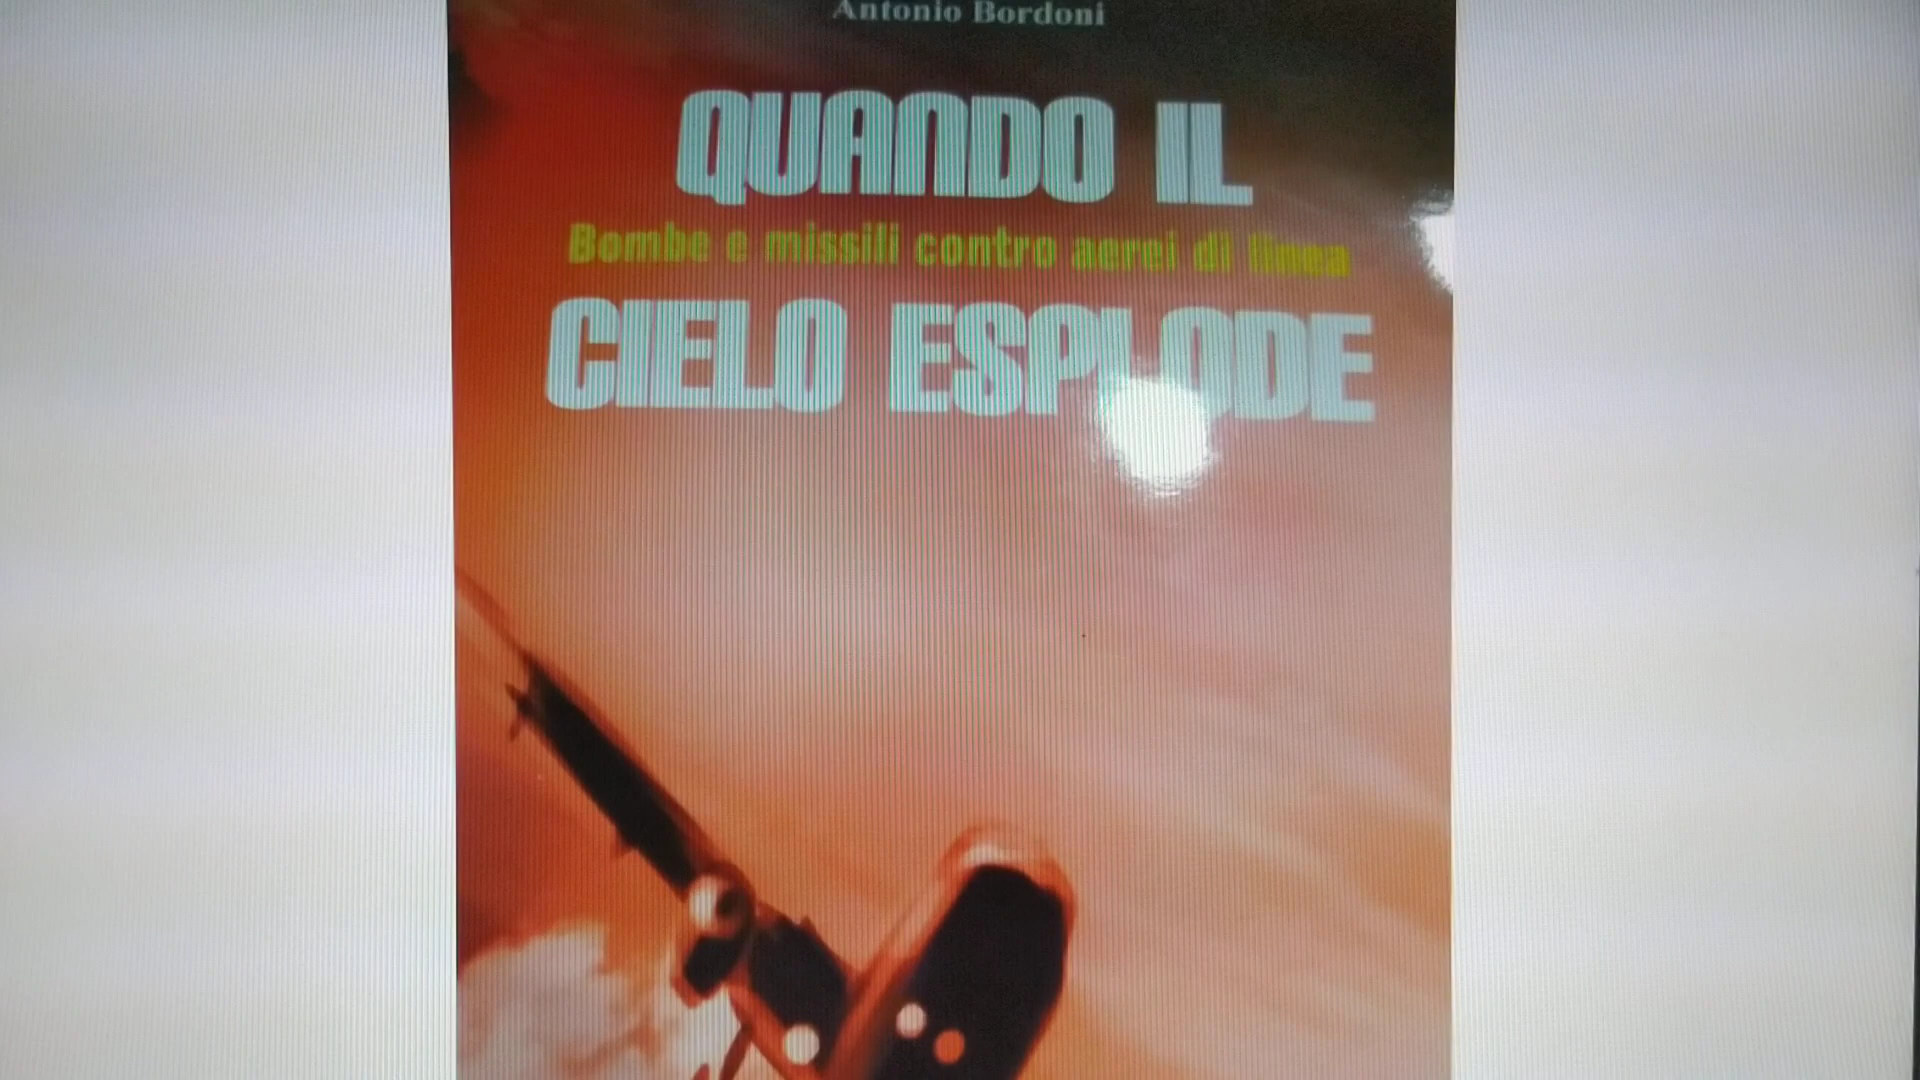 Antonio Bordoni
QUANDO IL
Bombe e missili contro aerei di linea
CIELO ESPLODE